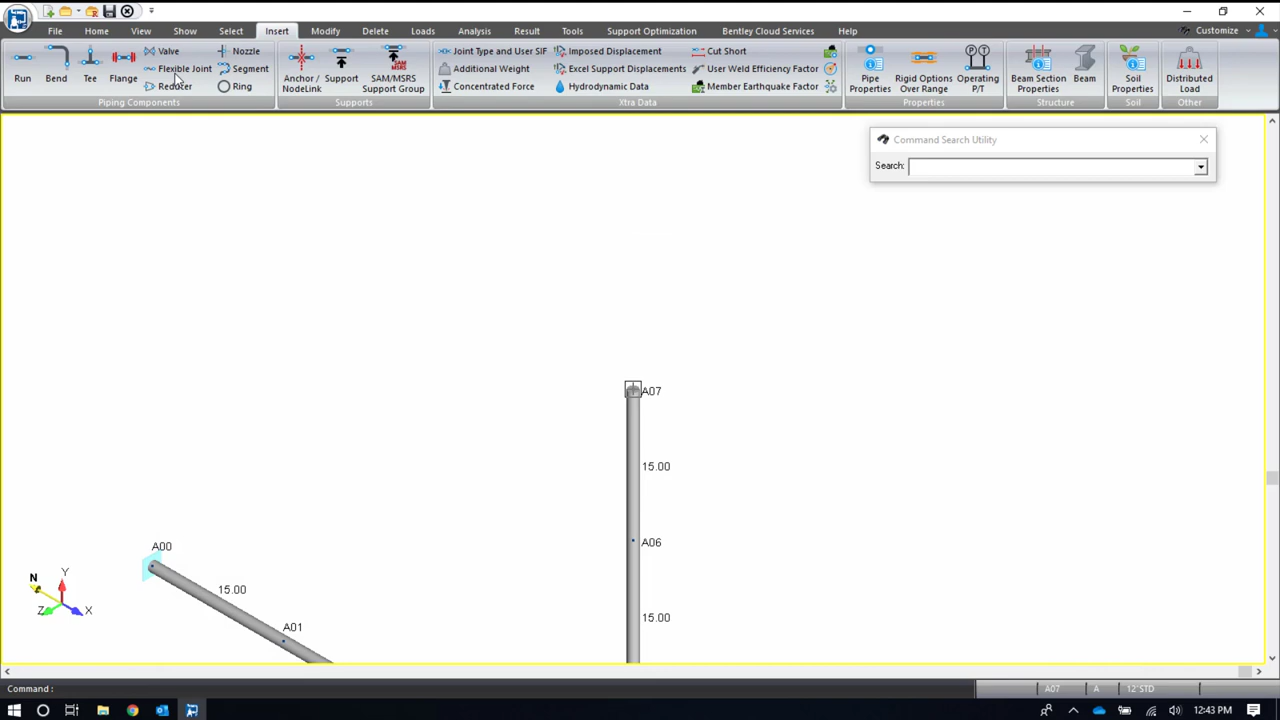 File Home View Show Select Insert Modify Delete Loads Analysis Result Tools Support Optimization Bentley Cloud Services Help Customize
Run Bend Tee Flange Valve Flexible Joint Reducer Nozzle Segment Ring
Piping Components
Anchor / NodeLink Support SAM/MSRS Support Group
Supports
Joint Type and User SIF Imposed Displacement Cut Short
Additional Weight Excel Support Displacements User Weld Efficiency Factor
Concentrated Force Hydrodynamic Data Member Earthquake Factor
Xtra Data
Pipe Properties Rigid Options Over Range Operating P/T
Properties
Beam Section Properties Beam
Structure
Soil Properties
Soil
Distributed Load
Other
Command Search Utility
Search:
A07
15.00
A06
15.00
A00
15.00
A01
N
Y
Z
X
Command :
A07 A 12"STD
12:43 PM